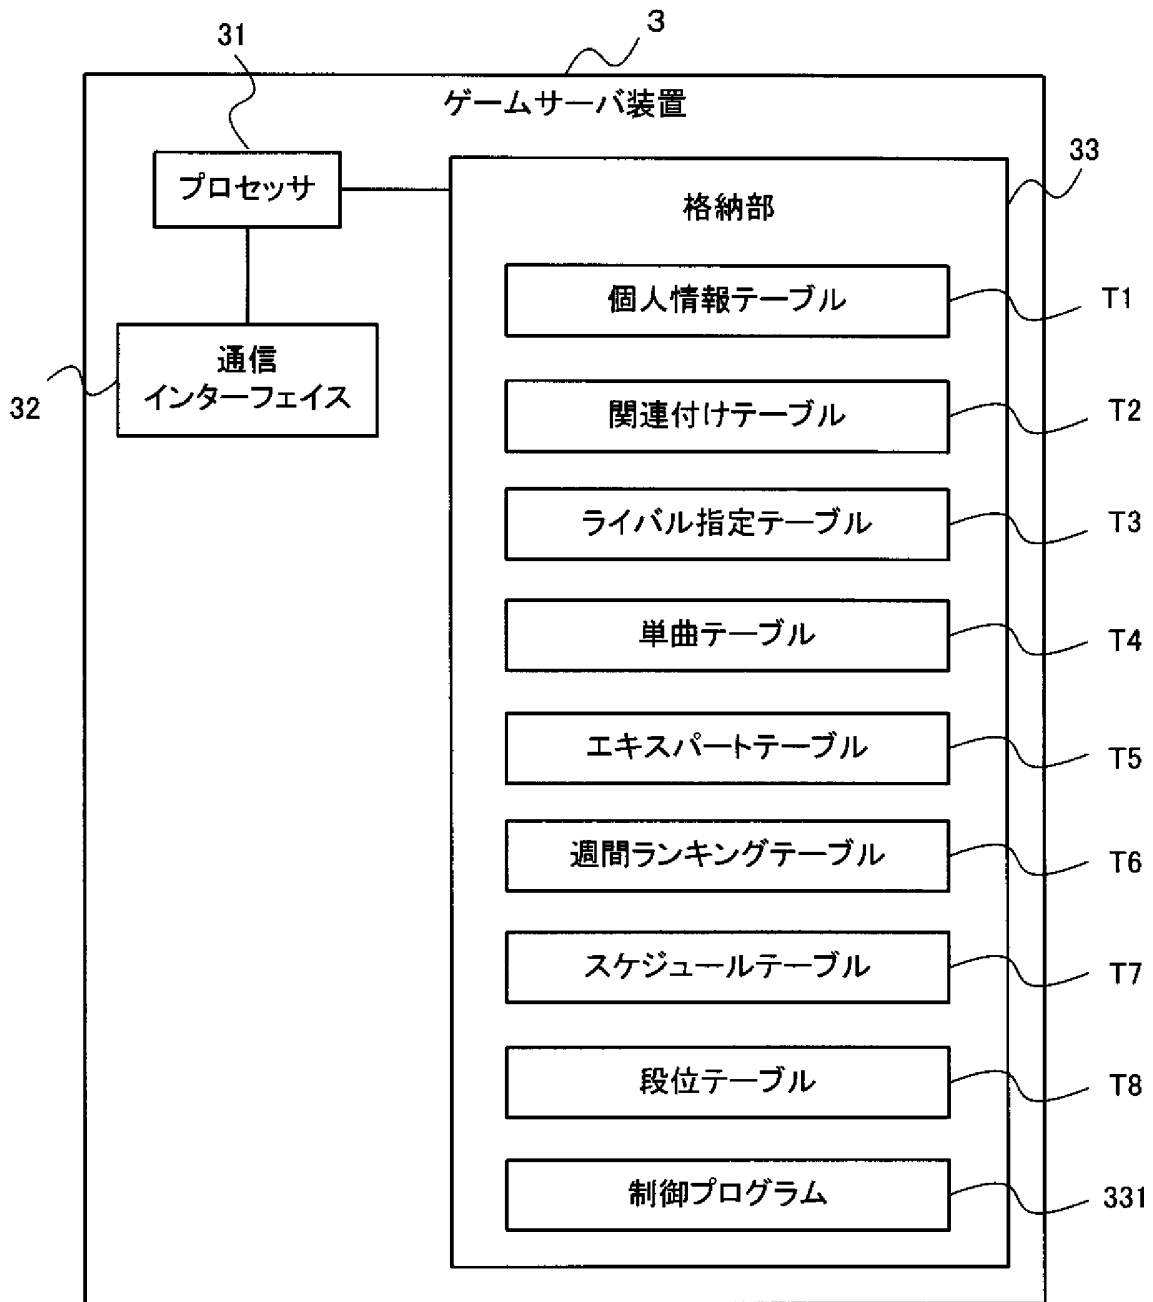 3
31
ゲームサーバ装置
プロセッサ
33
格納部
個人情報テーブル
T1
通信
インターフェイス
32
関連付けテーブル
T2
ライバル指定テーブル
T3
単曲テーブル
T4
エキスパートテーブル
T5
週間ランキングテーブル
T6
スケジュールテーブル
T7
段位テーブル
T8
制御プログラム
331